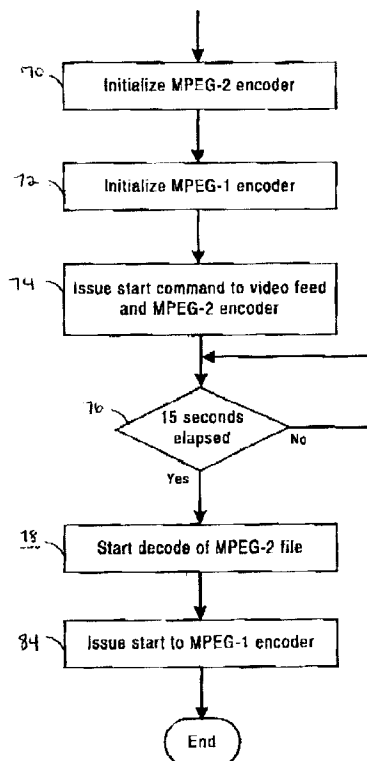 70
Initialize MPEG-2 encoder
72
Initialize MPEG-1 encoder
74
Issue start command to video feed
and MPEG-2 encoder
76
15 seconds
elapsed
No
Yes
78
Start decode of MPEG-2 file
84
Issue start to MPEG-1 encoder
End